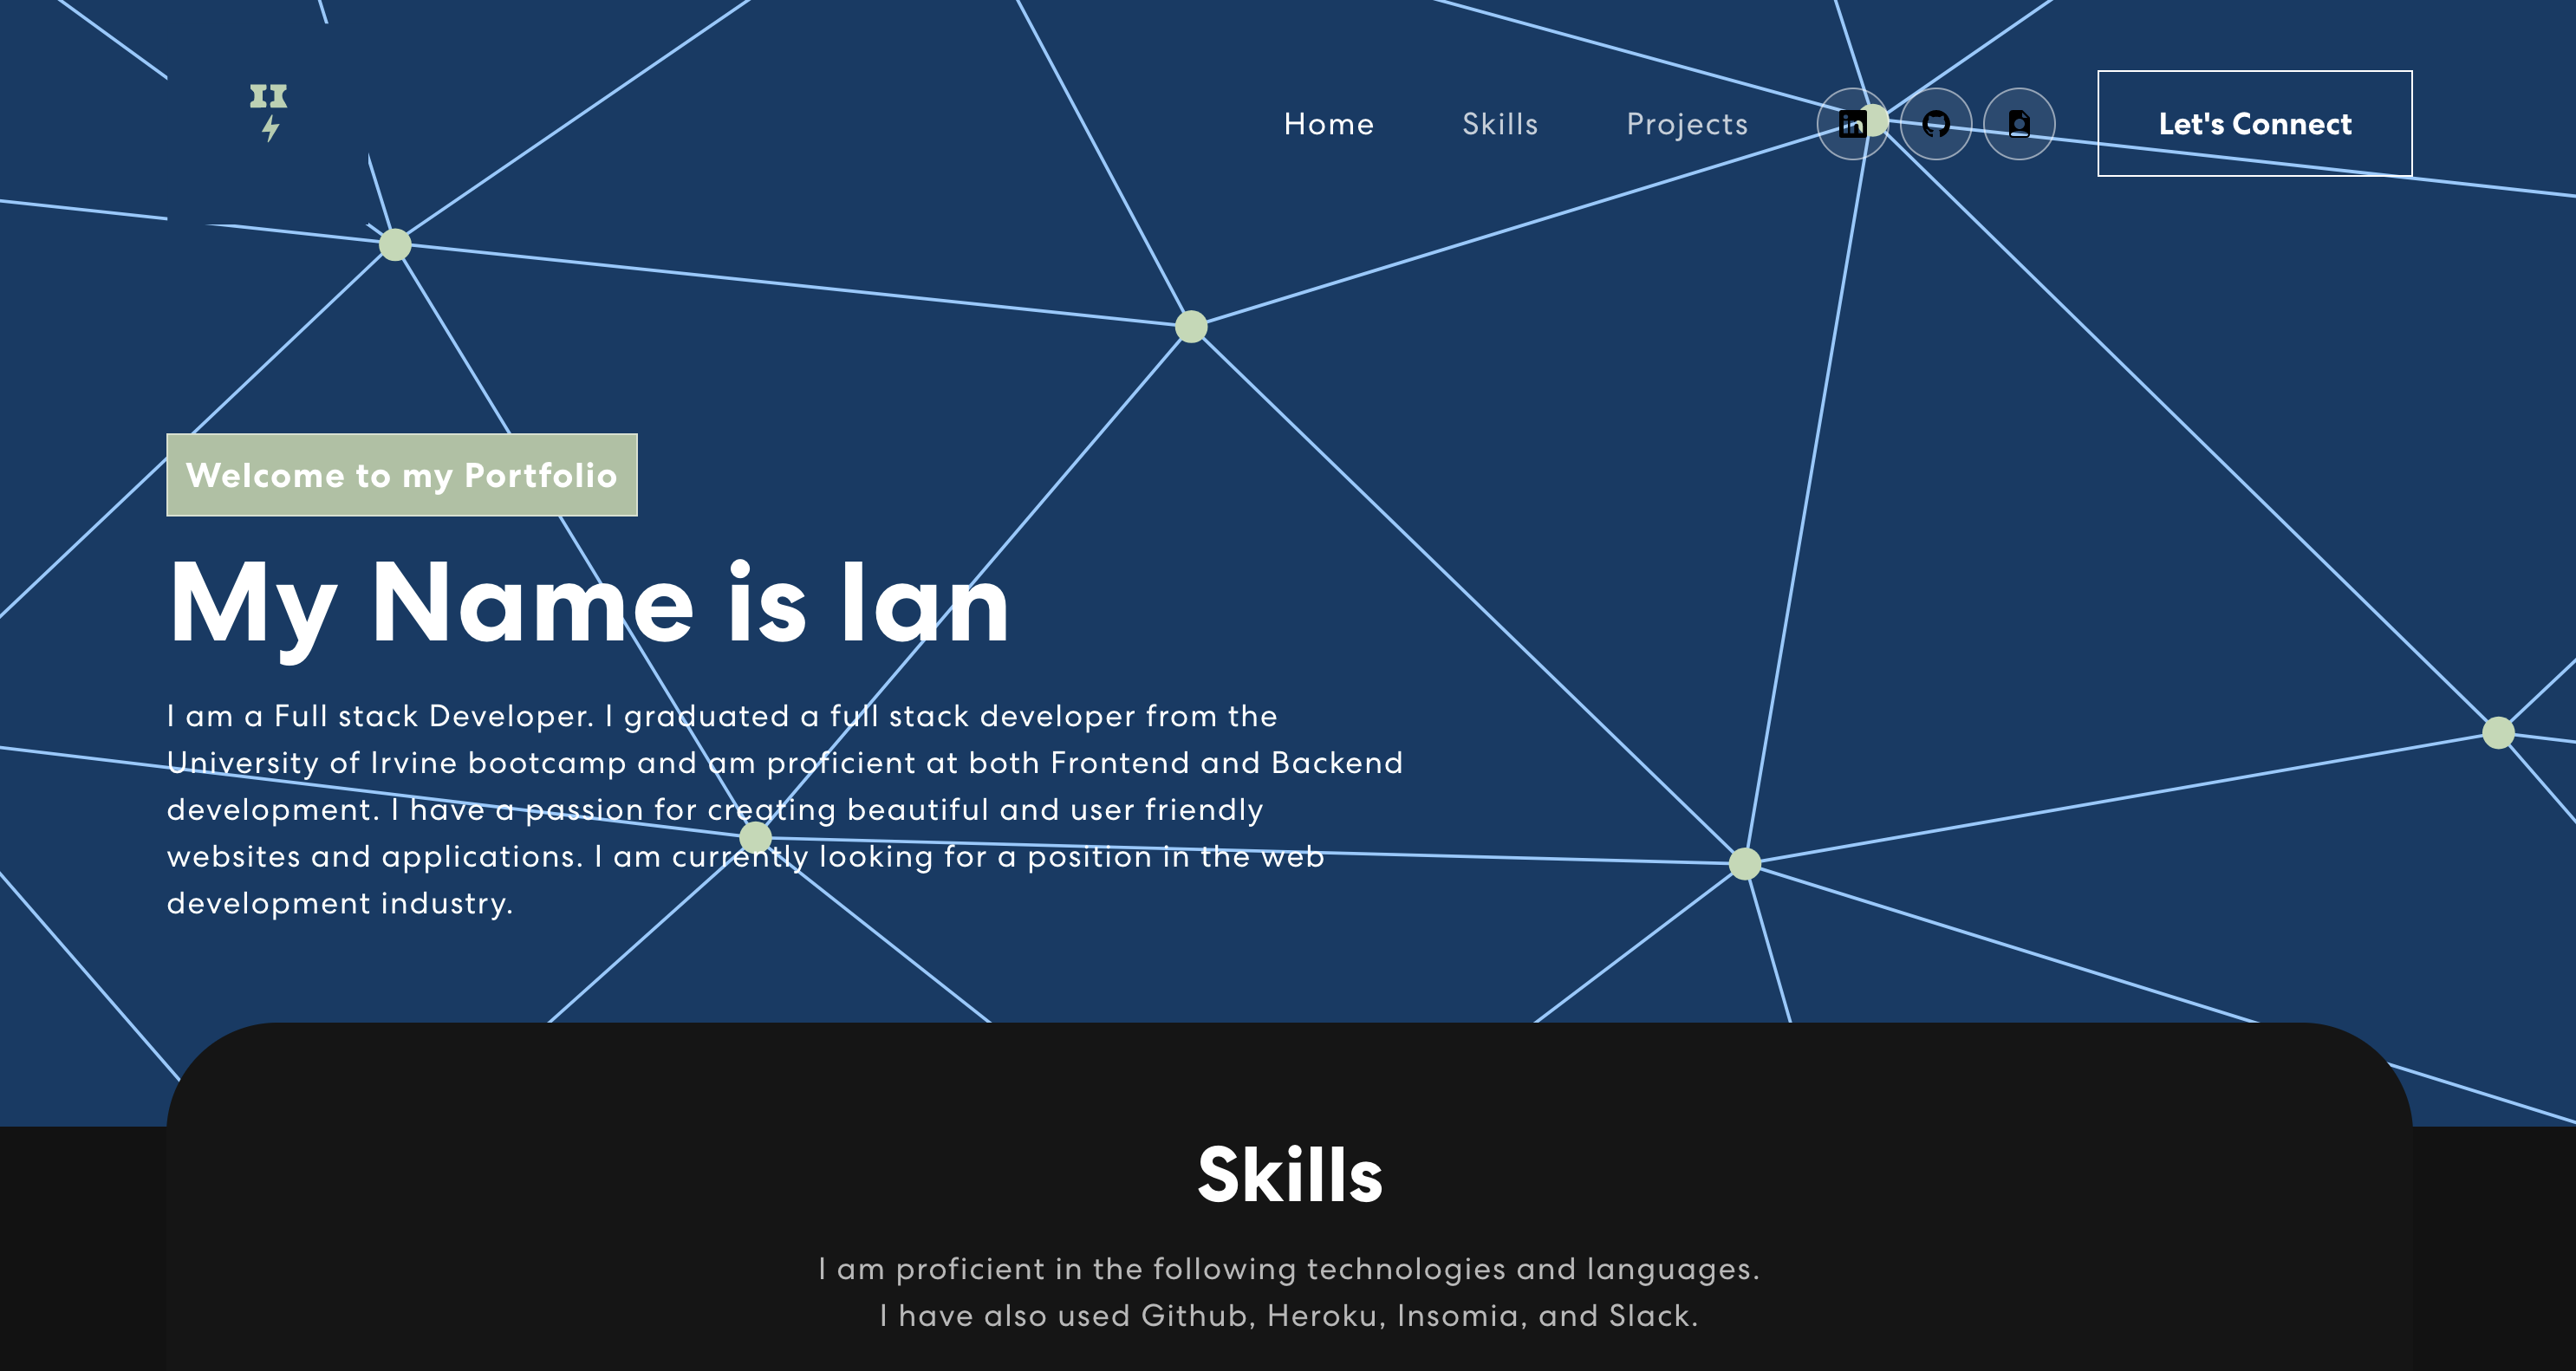 Home Skills Projects Let's Connect
Welcome to my Portfolio
My Name is Ian
I am a Full stack Developer. I graduated a full stack developer from the
University of Irvine bootcamp and am proficient at both Frontend and Backend
development. I have a passion for creating beautiful and user friendly
websites and applications. I am currently looking for a position in the web
development industry.
Skills
I am proficient in the following technologies and languages.
I have also used Github, Heroku, Insomia, and Slack.